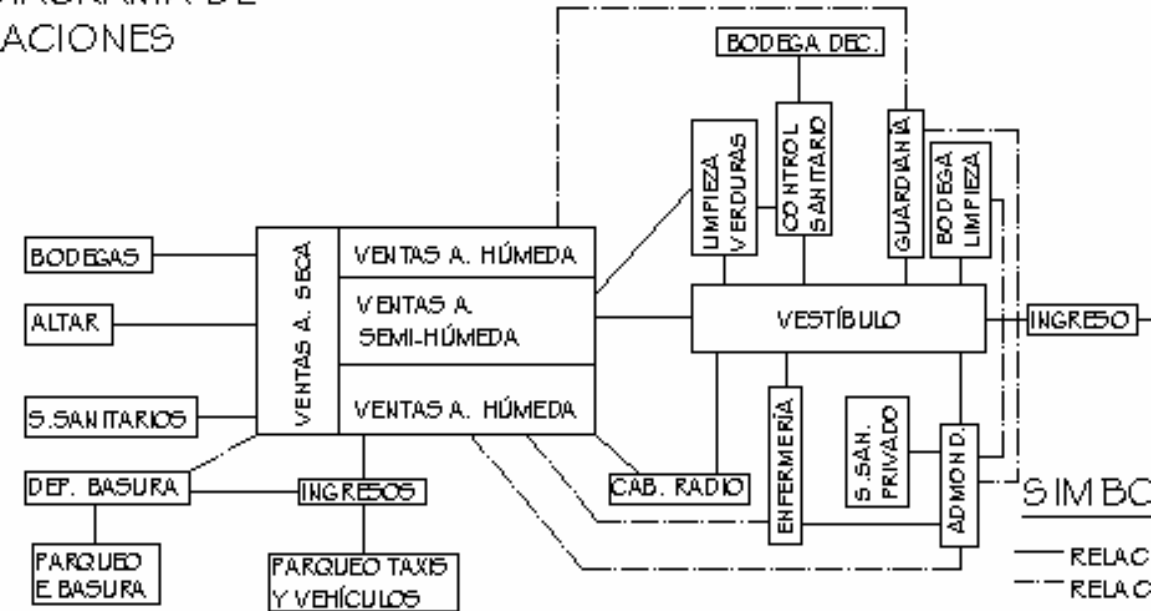 ACIONES
BODEGA DEC.
LIMPIEZA
VERDURAS
CONTROL
SANITARIO
GUARDIANÍA
BODEGA
LIMPIEZA
BODEGAS
ALTAR
S.SANITARIOS
DEP. BASURA
PARQUEO
E BASURA
VENTAS A. SECA
VENTAS A. HÚMEDA
VENTAS A.
SEMI-HÚMEDA
VENTAS A. HÚMEDA
INGRESOS
PARQUEO TAXIS
Y VEHÍCULOS
VESTÍBULO
INGRESO
CAB. RADIO
ENFERMERÍA
S.SAN.
PRIVADO
ADMOND.
SIMBO
RELAC
RELAC